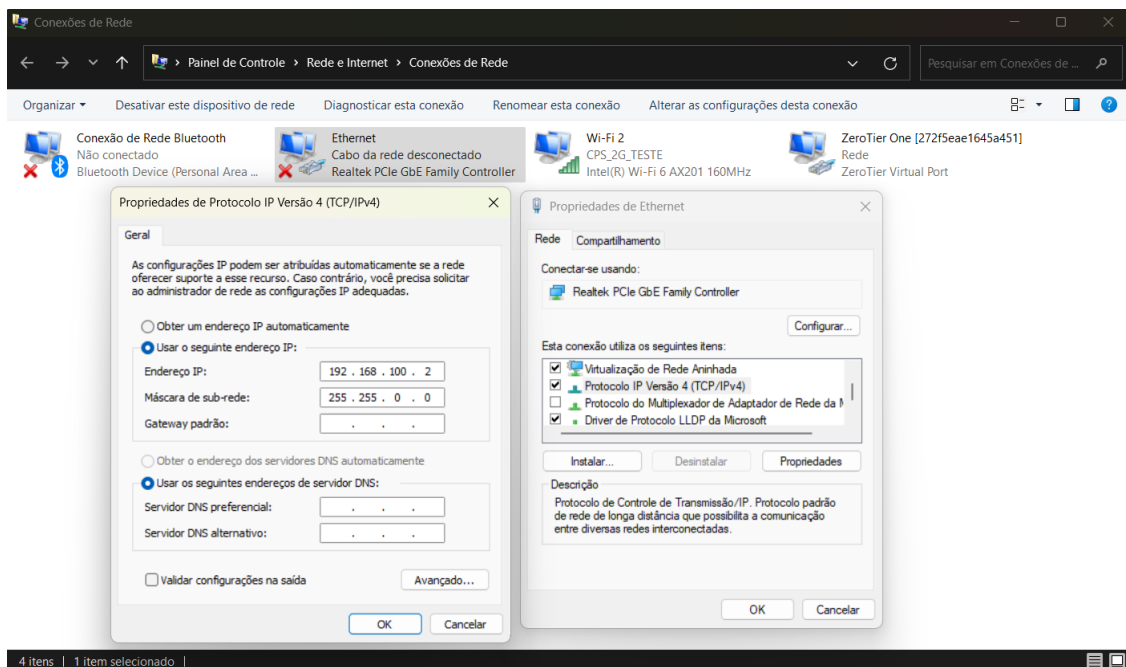 Conexões de Rede
Painel de Controle > Rede e Internet > Conexões de Rede
Pesquisar em Conexões de ...
Organizar
Desativar este dispositivo de rede
Diagnosticar esta conexão
Renomear esta conexão
Alterar as configurações desta conexão
Conexão de Rede Bluetooth
Não conectado
Bluetooth Device (Personal Area ...
Ethernet
Cabo da rede desconectado
Realtek PCIe GbE Family Controller
Wi-Fi 2
CPS_2G_TESTE
Intel(R) Wi-Fi 6 AX201 160MHz
ZeroTier One [272f5eae1645a451]
Rede
ZeroTier Virtual Port
Propriedades de Protocolo IP Versão 4 (TCP/IPv4)
Geral
As configurações IP podem ser atribuídas automaticamente se a rede
oferecer suporte a esse recurso. Caso contrário, você precisa solicitar
ao administrador de rede as configurações IP adequadas.
Obter um endereço IP automaticamente
Usar o seguinte endereço IP:
Endereço IP:
192 . 168 . 100 . 2
Máscara de sub-rede:
255 . 255 . 0 . 0
Gateway padrão:
. . .
Obter o endereço dos servidores DNS automaticamente
Usar os seguintes endereços de servidor DNS:
Servidor DNS preferencial:
. . .
Servidor DNS alternativo:
. . .
Validar configurações na saída
Avançado...
OK
Cancelar
Propriedades de Ethernet
Rede
Compartilhamento
Conectar-se usando:
Realtek PCIe GbE Family Controller
Configurar...
Esta conexão utiliza os seguintes itens:
Virtualização de Rede Aninhada
Protocolo IP Versão 4 (TCP/IPv4)
Protocolo do Multiplexador de Adaptador de Rede da M
Driver de Protocolo LLDP da Microsoft
Instalar...
Desinstalar
Propriedades
Descrição
Protocolo de Controle de Transmissão/IP. Protocolo padrão
de rede de longa distância que possibilita a comunicação
entre diversas redes interconectadas.
OK
Cancelar
4 itens
1 item selecionado